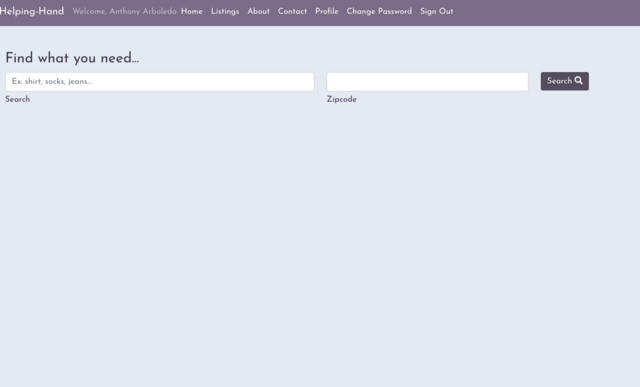 Helping-Hand Welcome, Anthony Arboleda Home Listings About Contact Profile Change Password Sign Out
Find what you need...
Ex: shirt, socks, jeans... Search
Search Zipcode